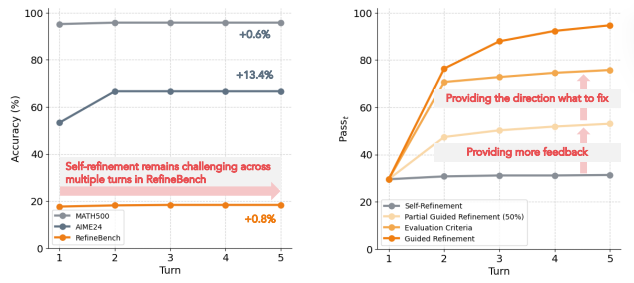 100
80
60
40
20
0
Accuracy (%)
+0.6%
+13.4%
Self-refinement remains challenging across
multiple turns in RefineBench
MATH500
AIME24
RefineBench
+0.8%
1 2 3 4 5
Turn
100
80
60
40
20
0
Pass_t
Providing the direction what to fix
Providing more feedback
Self-Refinement
Partial Guided Refinement (50%)
Evaluation Criteria
Guided Refinement
1 2 3 4 5
Turn